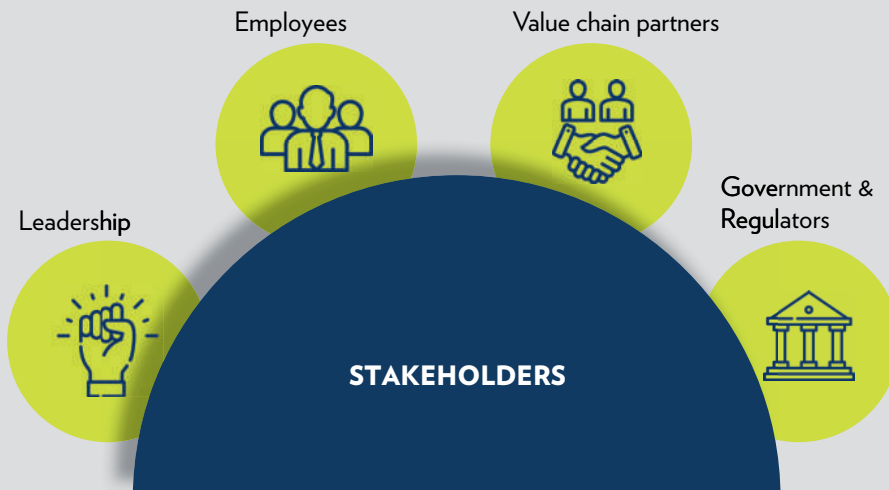 Employees
Value chain partners
Government &
Regulators
Leadership
STAKEHOLDERS